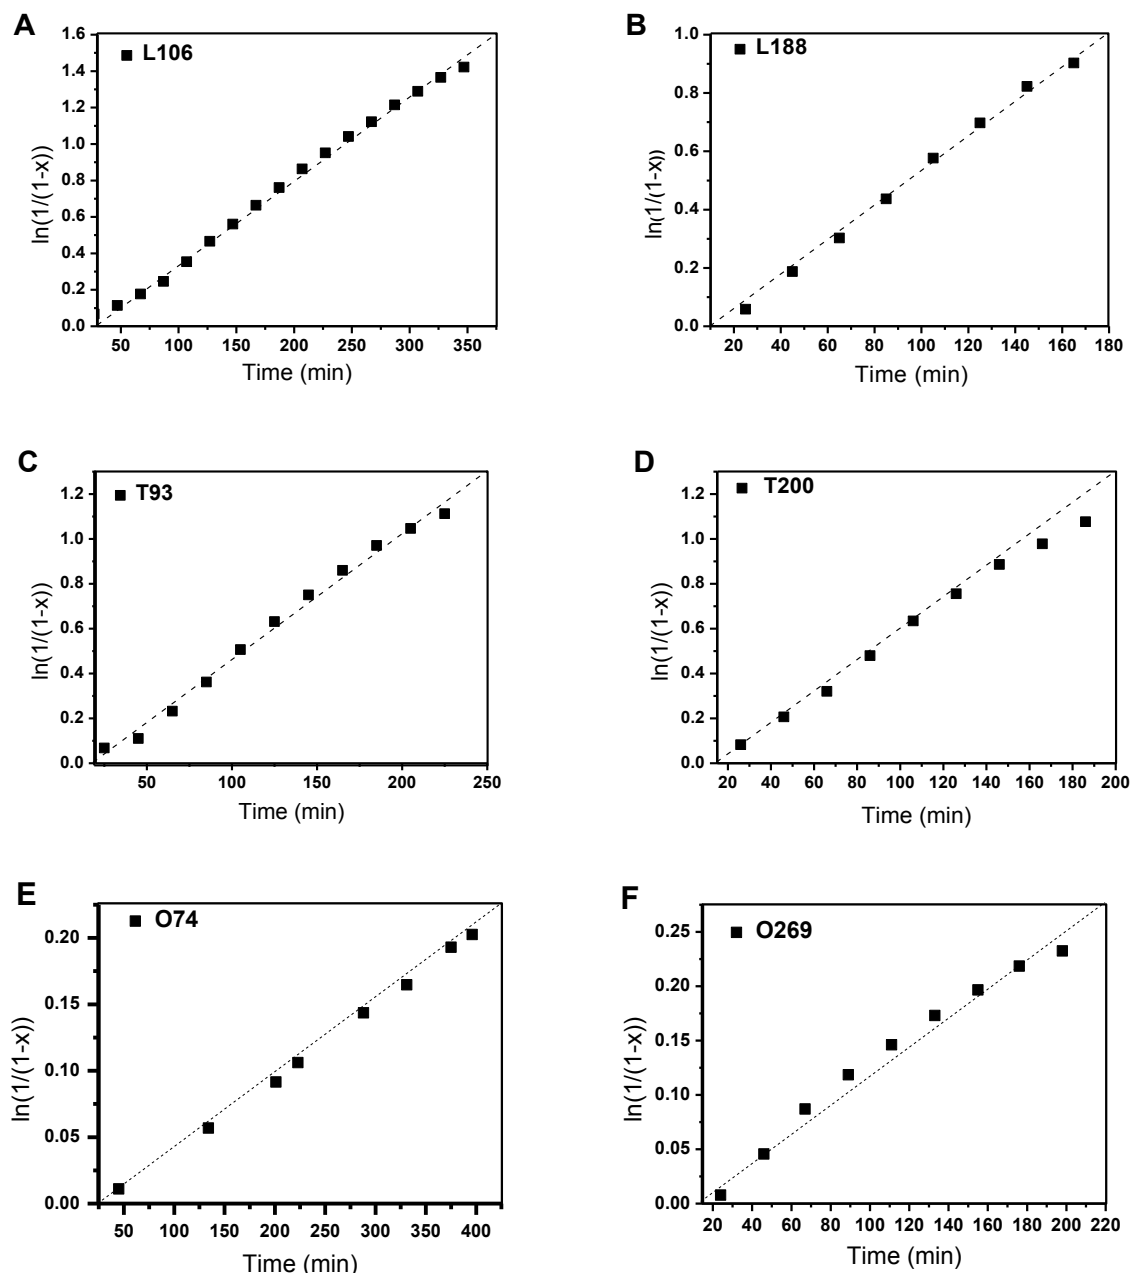 A
L106
1.6
1.4
1.2
1.0
0.8
0.6
0.4
0.2
0.0
ln(1/(1-x))
50 100 150 200 250 300 350
Time (min)
B
L188
1.0
0.8
0.6
0.4
0.2
0.0
ln(1/(1-x))
20 40 60 80 100 120 140 160 180
Time (min)
C
T93
1.2
1.0
0.8
0.6
0.4
0.2
0.0
ln(1/(1-x))
50 100 150 200 250
Time (min)
D
T200
1.2
1.0
0.8
0.6
0.4
0.2
0.0
ln(1/(1-x))
20 40 60 80 100 120 140 160 180 200
Time (min)
E
O74
0.20
0.15
0.10
0.05
0.00
ln(1/(1-x))
50 100 150 200 250 300 350 400
Time (min)
F
O269
0.25
0.20
0.15
0.10
0.05
0.00
ln(1/(1-x))
20 40 60 80 100 120 140 160 180 200 220
Time (min)